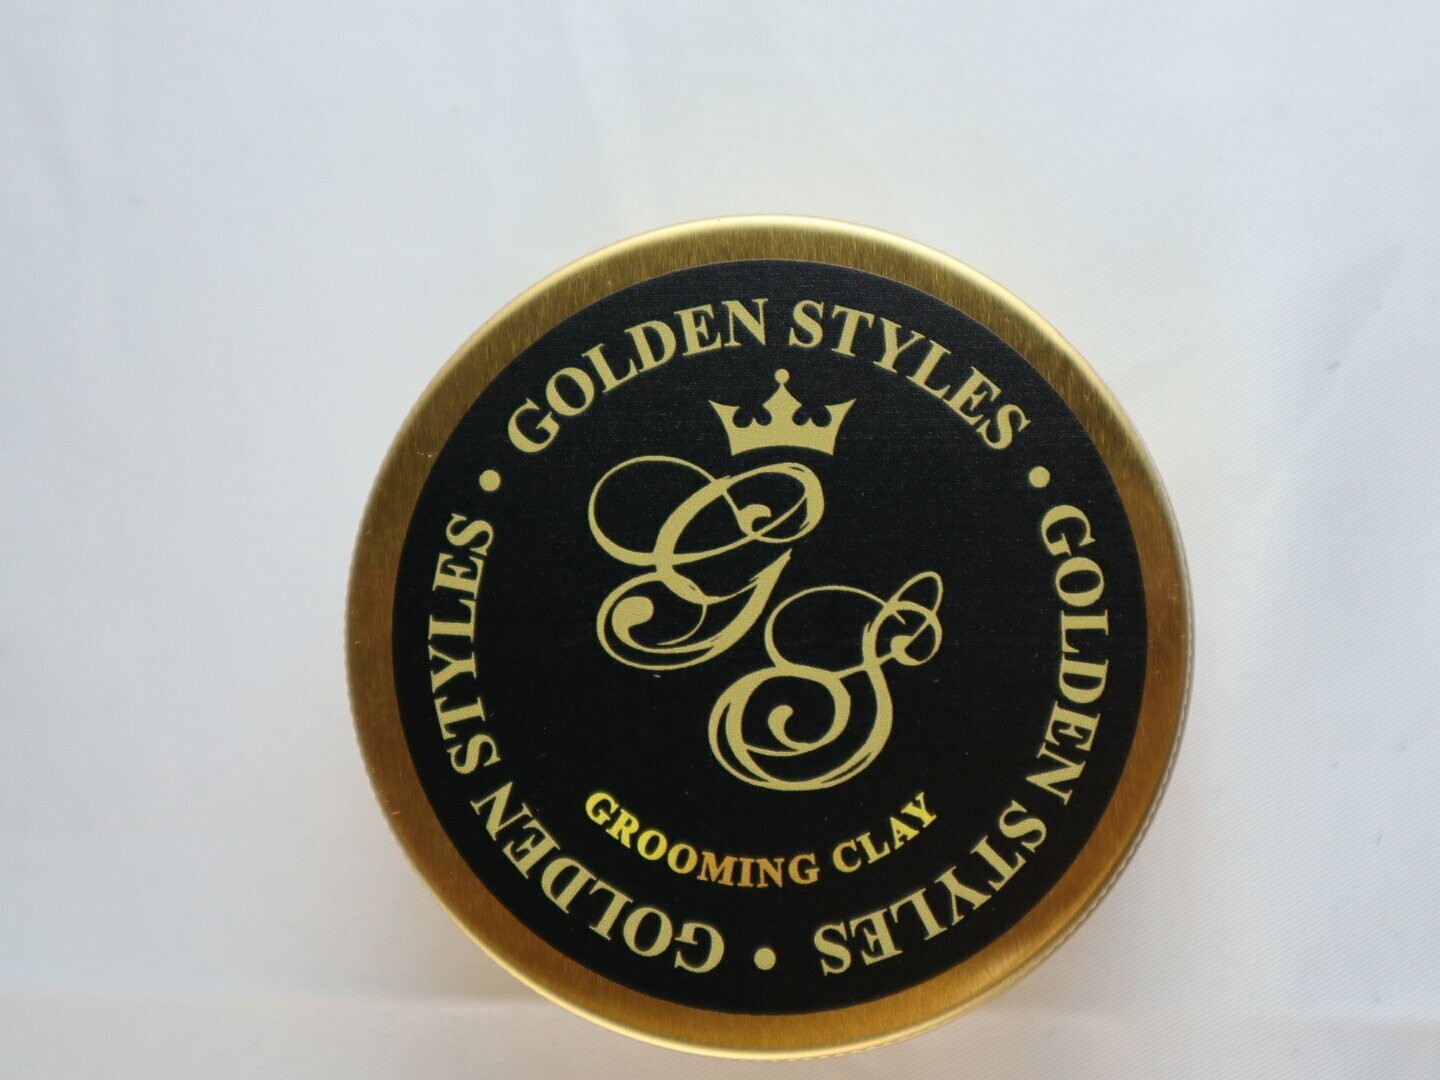 GOLDEN STYLES • GOLDEN STYLES • GOLDEN STYLES •
GS
GROOMING CLAY